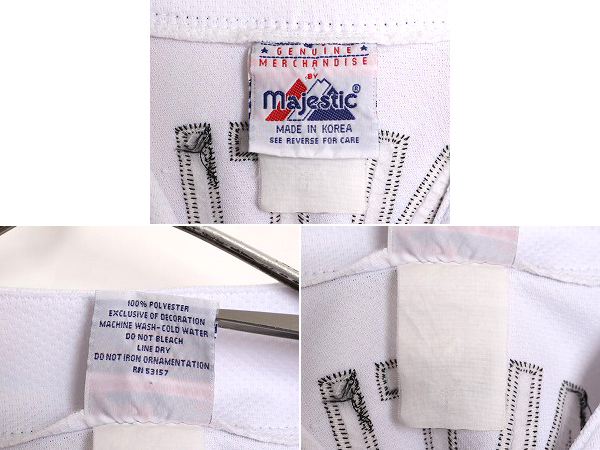 GENUINE
MERCHANDISE
BY
Majestic®
MADE IN KOREA
SEE REVERSE FOR CARE
100% POLYESTER
EXCLUSIVE OF DECORATION
MACHINE WASH-COLD WATER
DO NOT BLEACH
LINE DRY
DO NOT IRON ORNAMENTATION
RN 53157